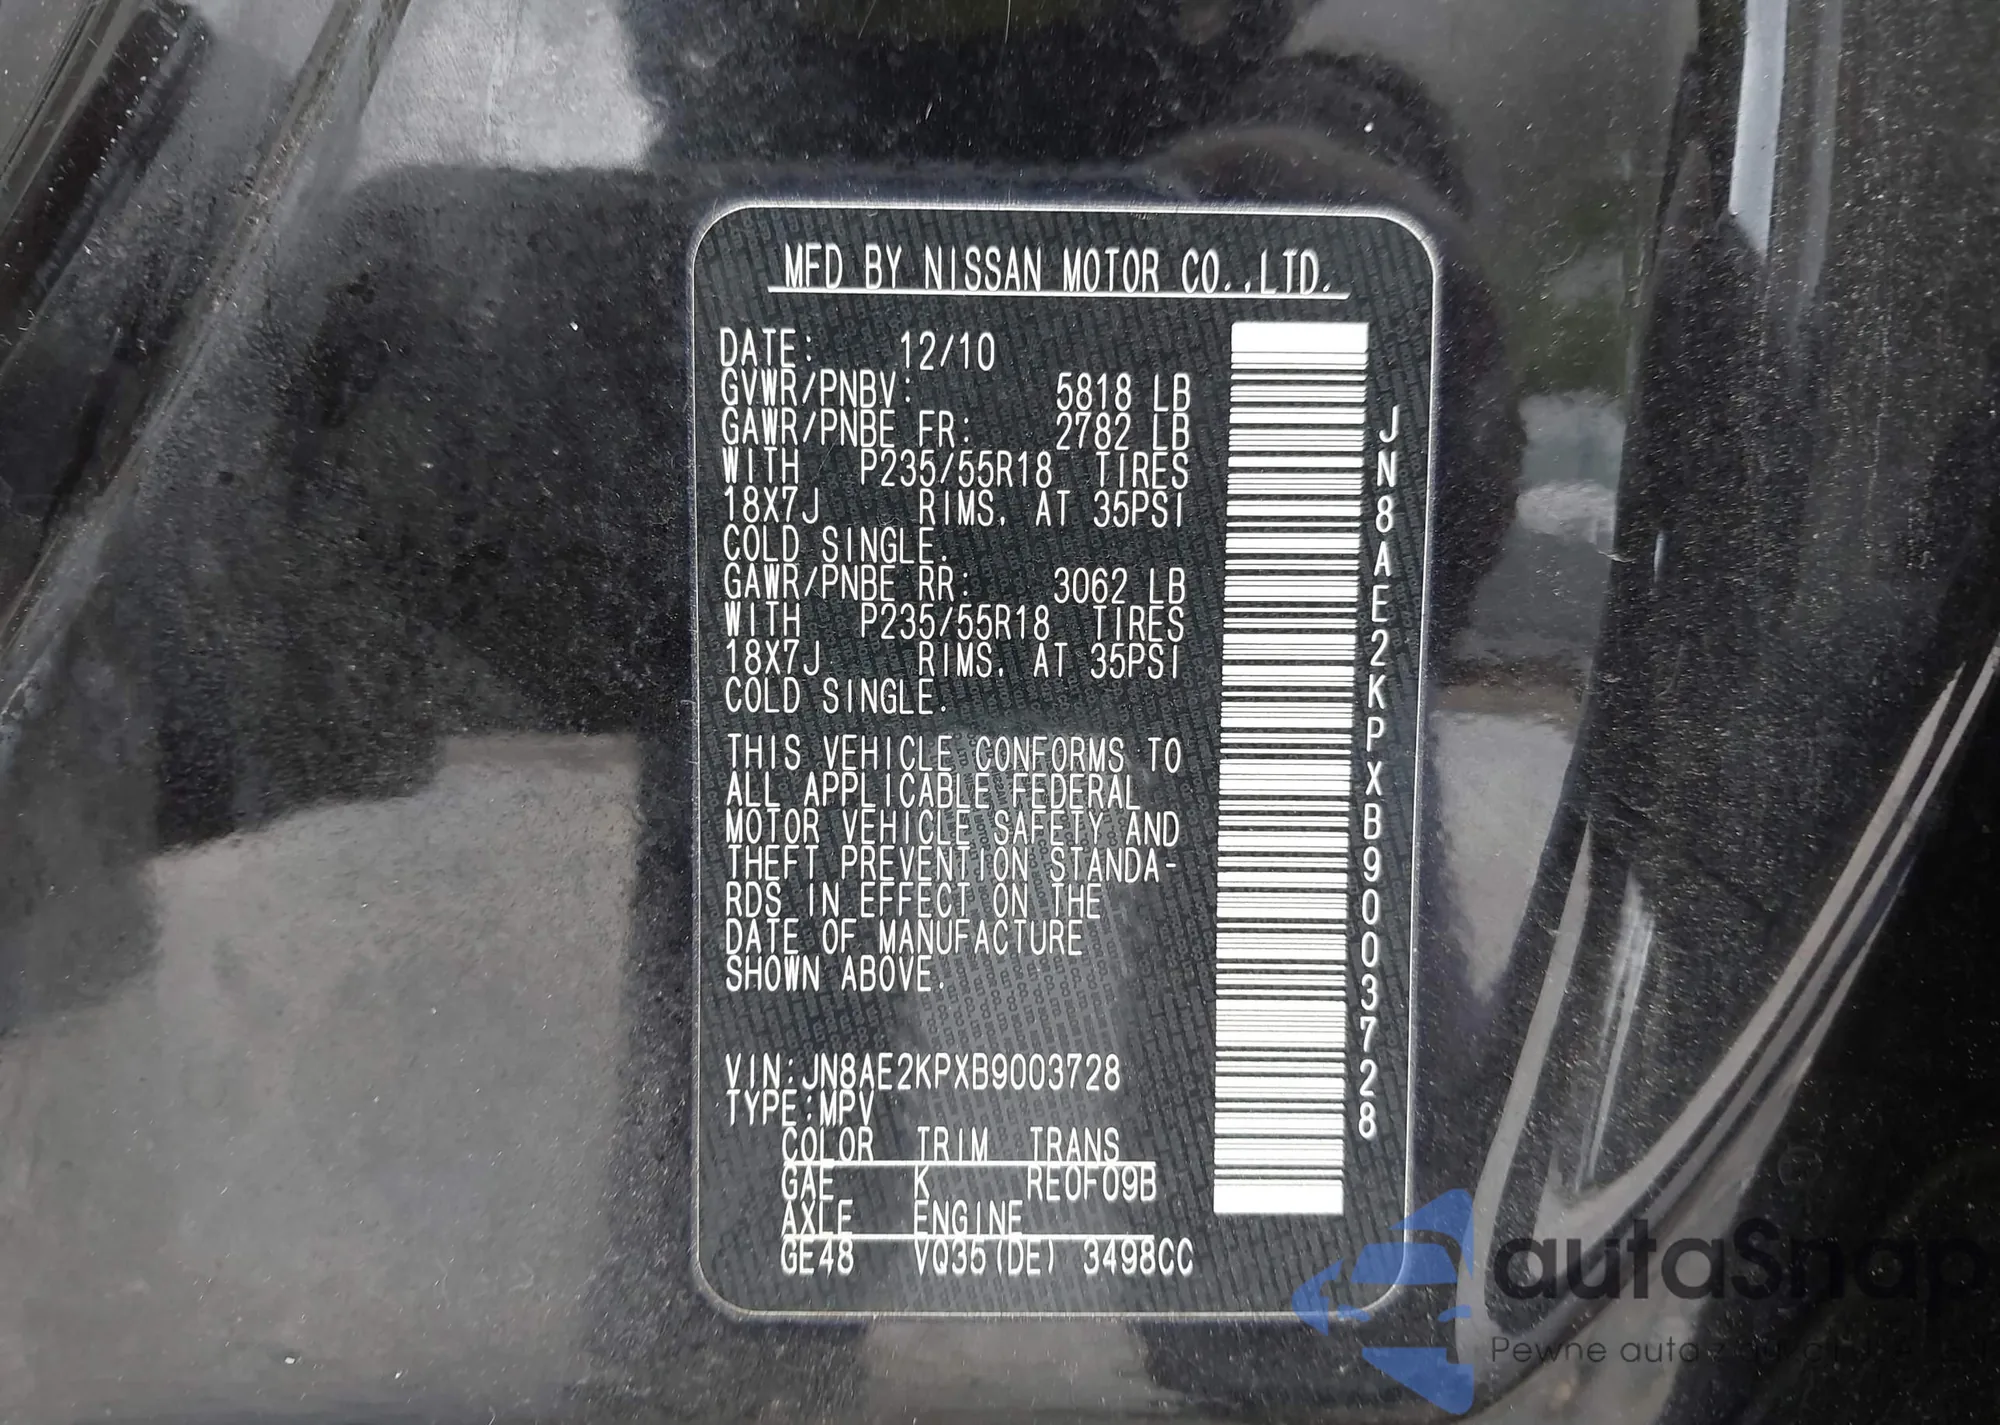 MFD BY NISSAN MOTOR CO.,LTD.
DATE: 12/10
GVWR/PNBV: 5818 LB
GAWR/PNBE FR: 2782 LB
WITH P235/55R18 TIRES
18X7J RIMS. AT 35PSI
COLD SINGLE.
GAWR/PNBE RR: 3062 LB
WITH P235/55R18 TIRES
18X7J RIMS. AT 35PSI
COLD SINGLE.
THIS VEHICLE CONFORMS TO
ALL APPLICABLE FEDERAL
MOTOR VEHICLE SAFETY AND
THEFT PREVENTION STANDA-
RDS IN EFFECT ON THE
DATE OF MANUFACTURE
SHOWN ABOVE.
VIN:JN8AE2KPXB9003728
TYPE:MPV
COLOR TRIM TRANS
GAE K RE0F09B
AXLE ENGINE
GE48 VQ35(DE) 3498CC
JN8AE2KPXB9003728
autaSnap
Pewne auta z